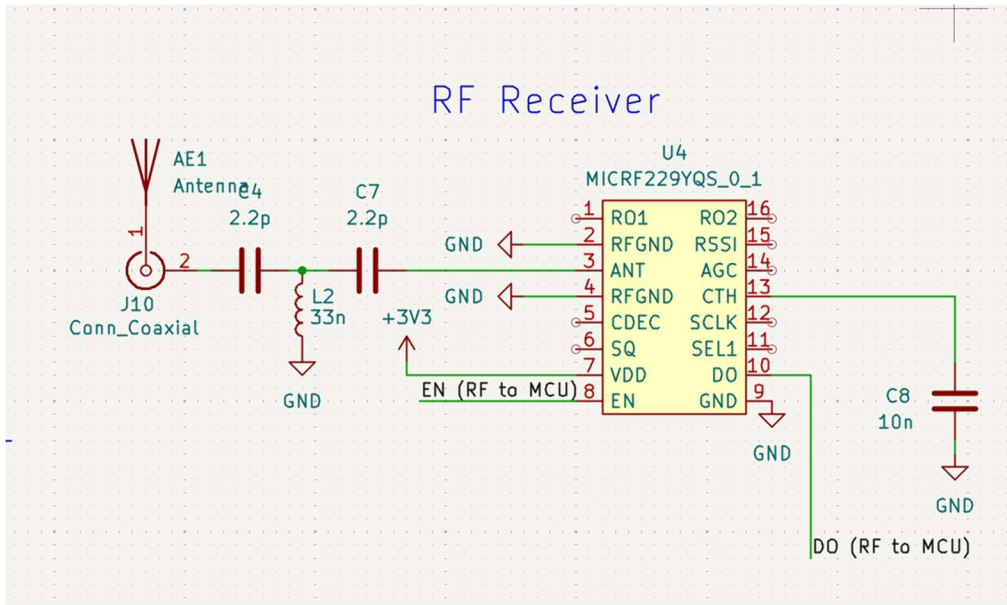 RF Receiver
AE1
Antenna
C4
2.2p
C7
2.2p
1
2
J10
Conn_Coaxial
L2
33n
GND
+3V3
GND
GND
EN (RF to MCU)
U4
MICRF229YQS_0_1
1 RO1
2 RFGND
3 ANT
4 RFGND
5 CDEC
6 SQ
7 VDD
8 EN
RO2 16
RSSI 15
AGC 14
CTH 13
SCLK 12
SEL1 11
DO 10
GND 9
GND
C8
10n
GND
DO (RF to MCU)